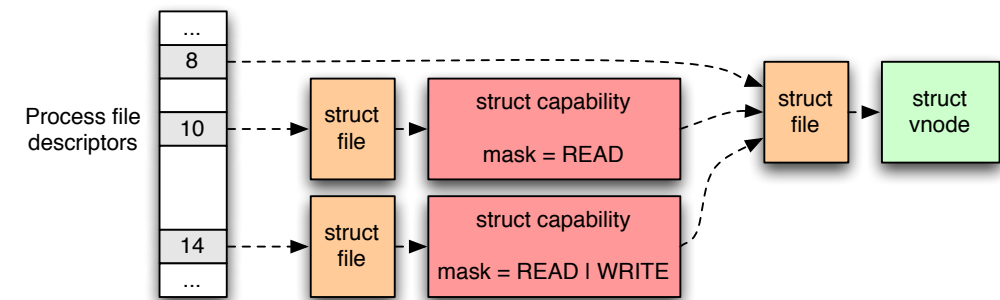 ...
8
Process file
descriptors
10
14
...
struct
file
struct capability
mask = READ
struct
file
struct capability
mask = READ | WRITE
struct
file
struct
vnode